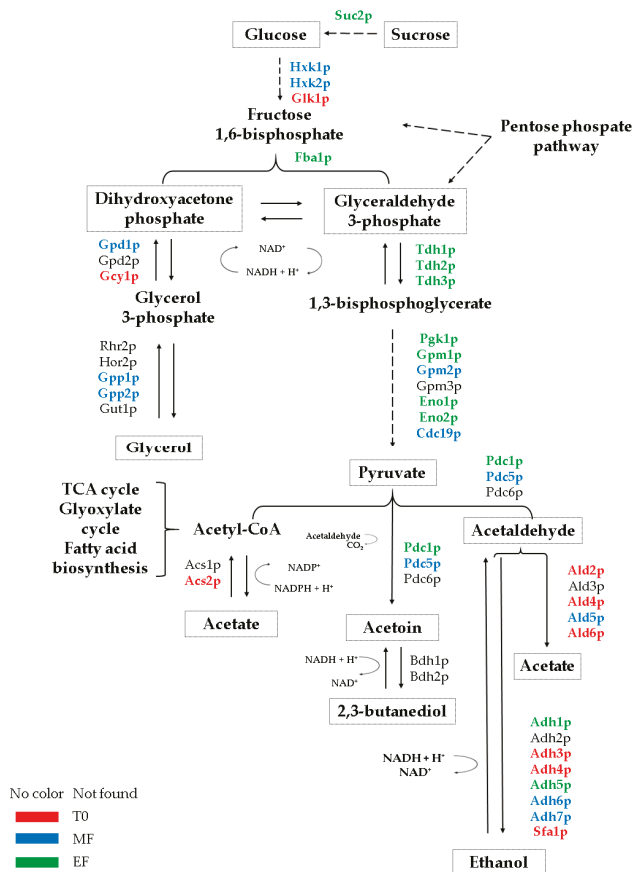 Suc2p
Glucose
Sucrose
Hxk1p
Hxk2p
Glk1p
Fructose
1,6-bisphosphate
Pentose phospate
pathway
Fba1p
Dihydroxyacetone
phosphate
Glyceraldehyde
3-phosphate
Gpd1p
Gpd2p
Gcy1p
NAD⁺
NADH + H⁺
Tdh1p
Tdh2p
Tdh3p
Glycerol
3-phosphate
1,3-bisphosphoglycerate
Rhr2p
Hor2p
Gpp1p
Gpp2p
Gut1p
Pgk1p
Gpm1p
Gpm2p
Gpm3p
Eno1p
Eno2p
Cdc19p
Glycerol
Pyruvate
Pdc1p
Pdc5p
Pdc6p
TCA cycle
Glyoxylate
cycle
Fatty acid
biosynthesis
Acetyl-CoA
Acetaldehyde
CO₂
Pdc1p
Pdc5p
Pdc6p
Acetaldehyde
Acs1p
Acs2p
NADP⁺
NADPH + H⁺
Ald2p
Ald3p
Ald4p
Ald5p
Ald6p
Acetate
Acetoin
Acetate
NADH + H⁺
NAD⁺
Bdh1p
Bdh2p
2,3-butanediol
NADH + H⁺
NAD⁺
Adh1p
Adh2p
Adh3p
Adh4p
Adh5p
Adh6p
Adh7p
Sfa1p
Ethanol
No color Not found
T0
MF
EF